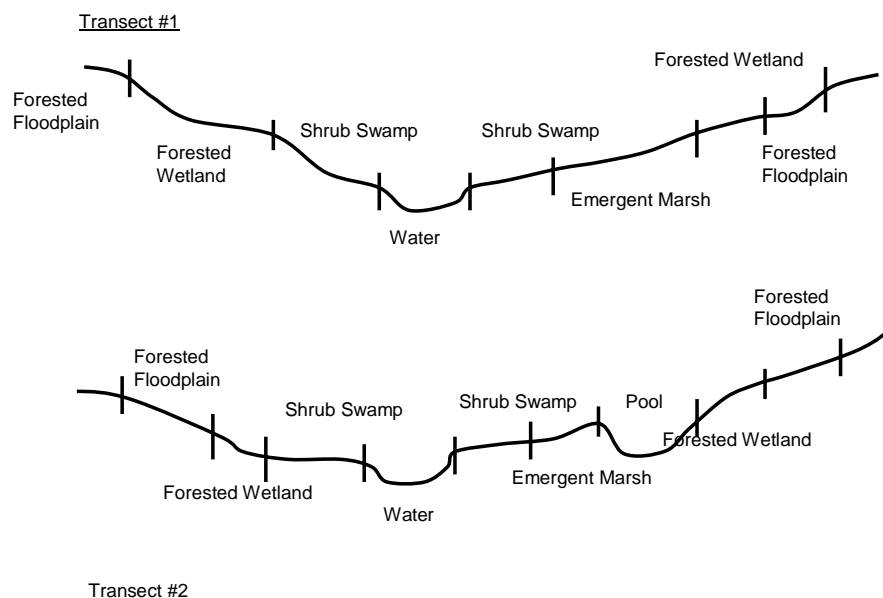 Transect #1
Forested Wetland
Forested
Floodplain
Shrub Swamp
Shrub Swamp
Forested
Wetland
Forested
Floodplain
Emergent Marsh
Water
Forested
Floodplain
Forested
Floodplain
Shrub Swamp
Shrub Swamp
Pool
Forested Wetland
Emergent Marsh
Forested Wetland
Water
Transect #2